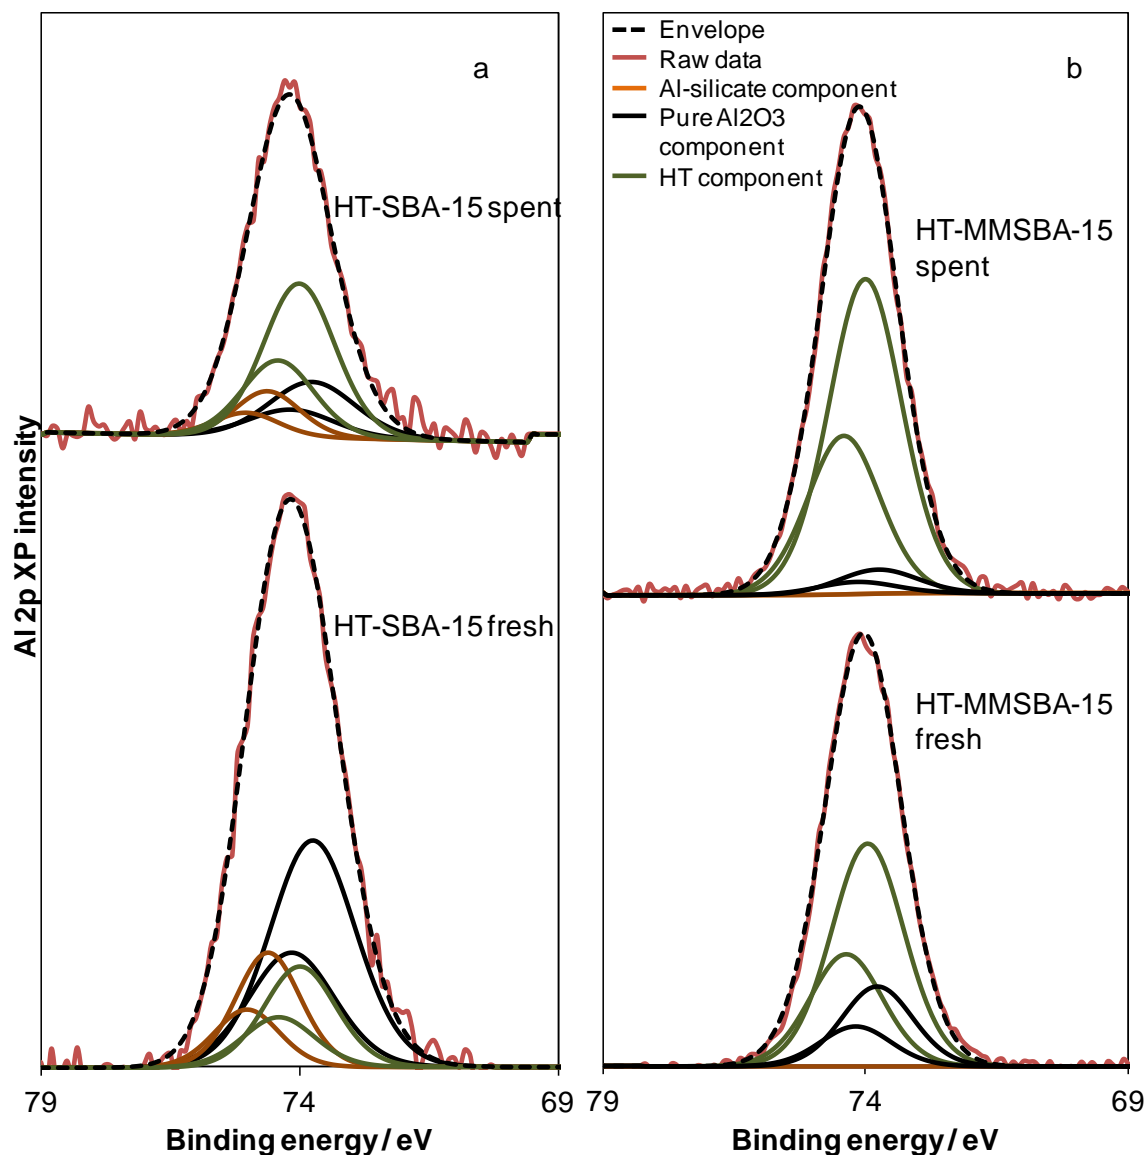 a
HT-SBA-15 spent
HT-SBA-15 fresh
Al 2p XP intensity
79
74
69
Binding energy / eV
Envelope
Raw data
Al-silicate component
Pure Al2O3
component
HT component
b
HT-MMSBA-15
spent
HT-MMSBA-15
fresh
79
74
69
Binding energy / eV